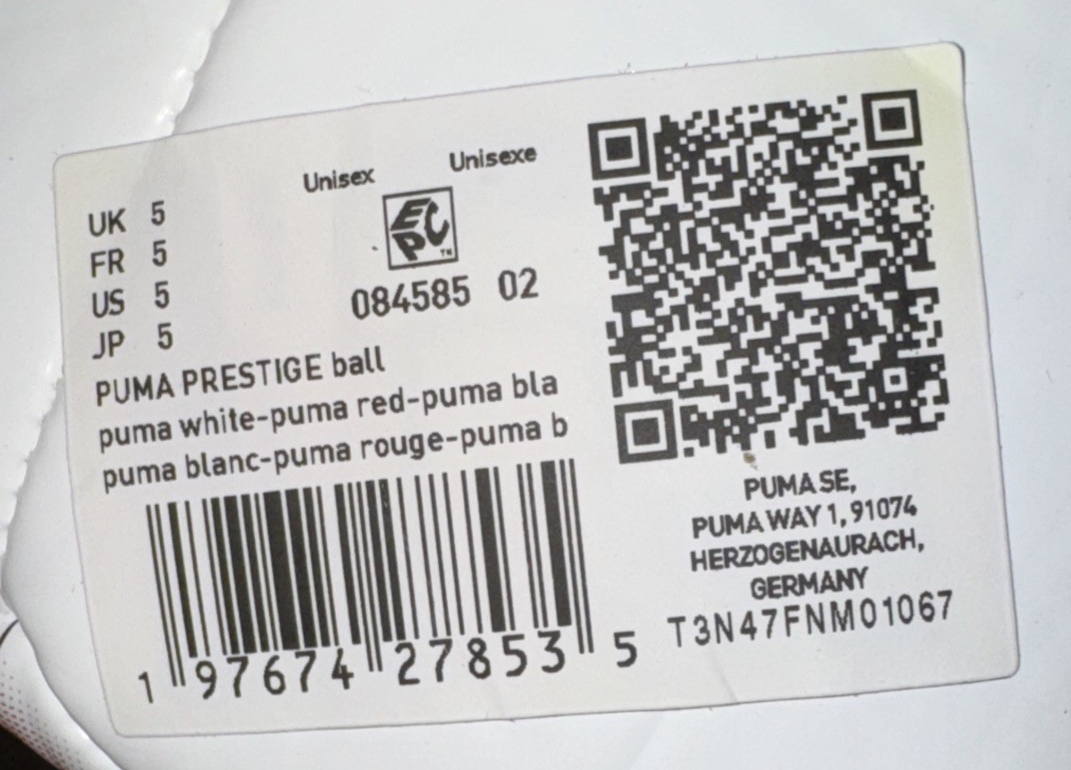 Unisex Unisexe
UK 5
FR 5
US 5
JP 5
EPC TM
084585 02
PUMA PRESTIGE ball
puma white-puma red-puma bla
puma blanc-puma rouge-puma b
1 97674 27853 5
PUMA SE,
PUMA WAY 1, 91074
HERZOGENAURACH,
GERMANY
T3N47FNM01067